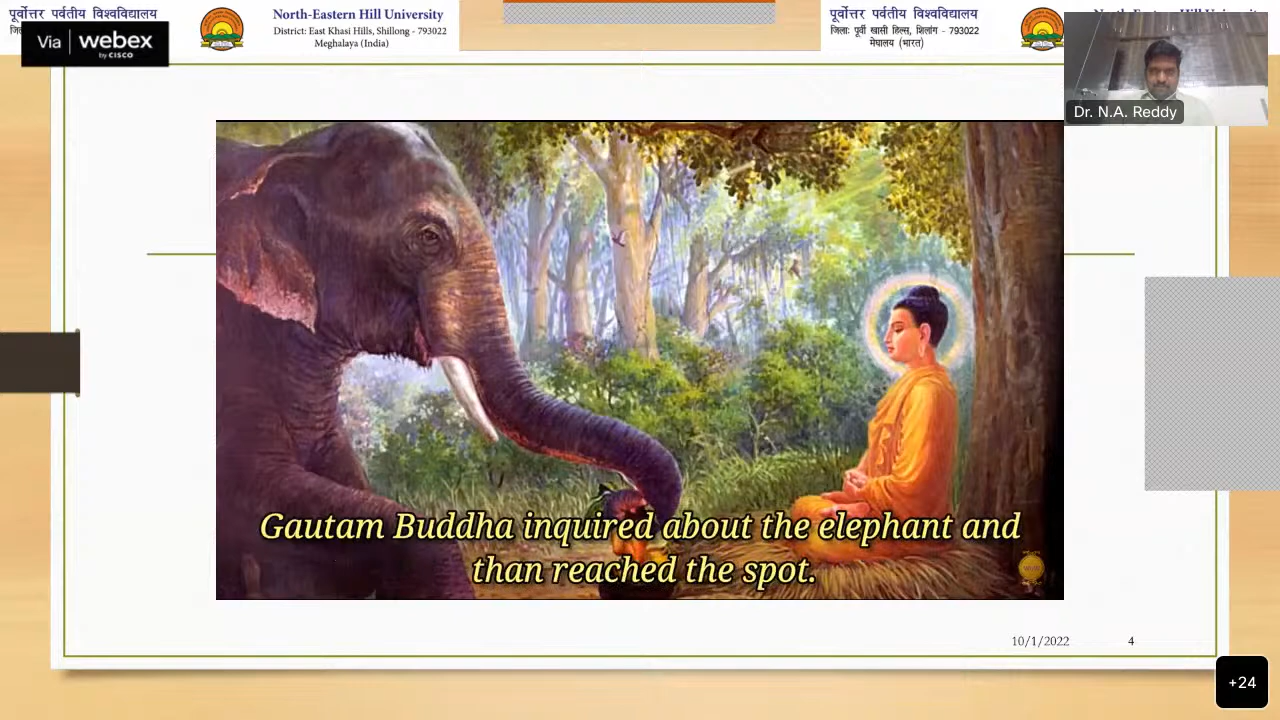 पूर्वोत्तर पर्वतीय विश्वविद्यालय
North-Eastern Hill University
District: East Khasi Hills, Shillong - 793022
Meghalaya (India)
पूर्वोत्तर पर्वतीय विश्वविद्यालय
जिला: पूर्वी खासी हिल्स, शिलांग - 793022
मेघालय (भारत)
Via webex
by CISCO
Dr. N.A. Reddy
Gautam Buddha inquired about the elephant and
than reached the spot.
10/1/2022 4
+24